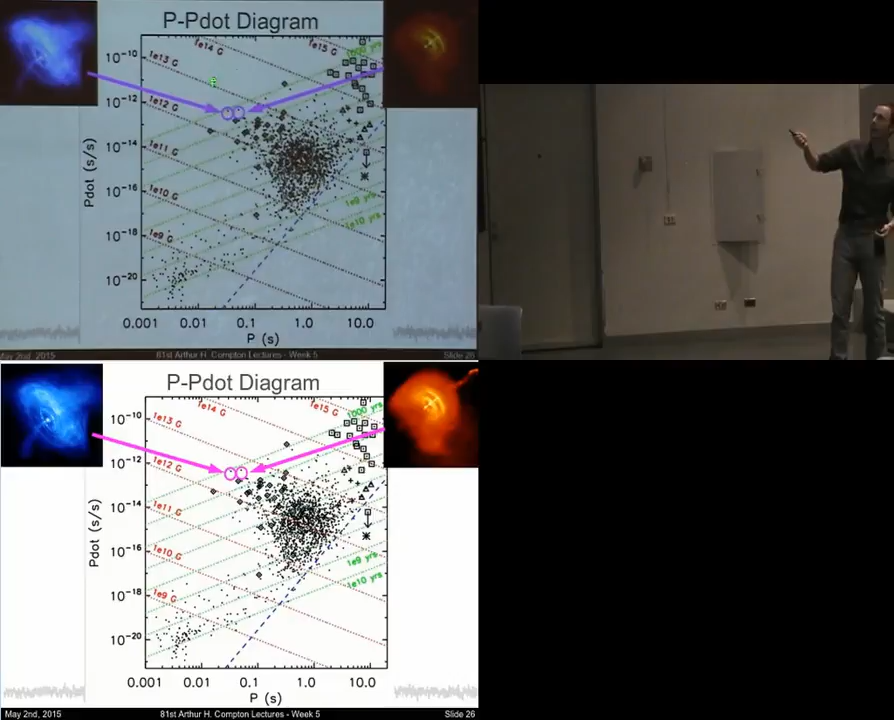 P-Pdot Diagram
1e14 G
1e15 G
1000 yrs
1e13 G
10^-10
1e12 G
10^-12
1e11 G
10^-14
1e10 G
10^-16
1e9 yrs
1e10 yrs
1e9 G
10^-18
10^-20
Pdot (s/s)
0.001 0.01 0.1 1.0 10.0
P (s)
May 2nd, 2015 81st Arthur H. Compton Lectures - Week 5 Slide 26
P-Pdot Diagram
1e14 G
1e15 G
1000 yrs
1e13 G
10^-10
1e12 G
10^-12
1e11 G
10^-14
1e10 G
10^-16
1e9 yrs
1e10 yrs
1e9 G
10^-18
10^-20
Pdot (s/s)
0.001 0.01 0.1 1.0 10.0
P (s)
May 2nd, 2015 81st Arthur H. Compton Lectures - Week 5 Slide 26